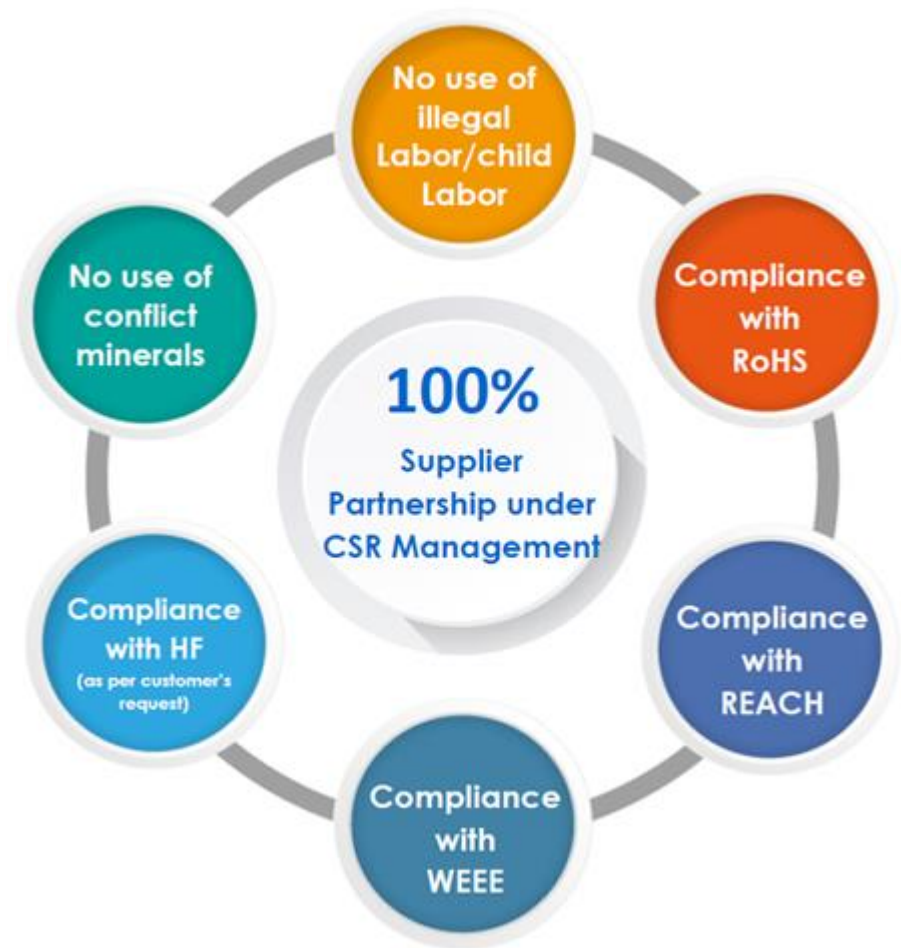 No use of
illegal
Labor/child
Labor
Compliance
with
RoHS
Compliance
with
REACH
Compliance
with
WEEE
Compliance
with HF
(as per customer's
request)
No use of
conflict
minerals
100%
Supplier
Partnership under
CSR Management